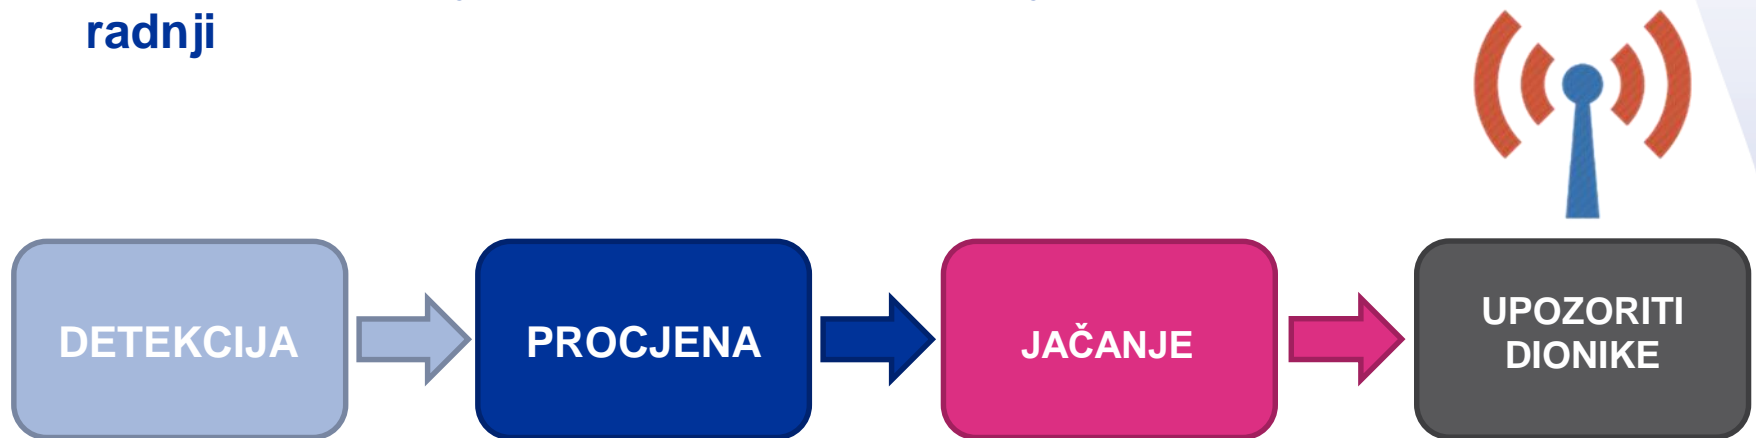 radnji
DETEKCIJA
PROCJENA
JAČANJE
UPOZORITI
DIONIKE